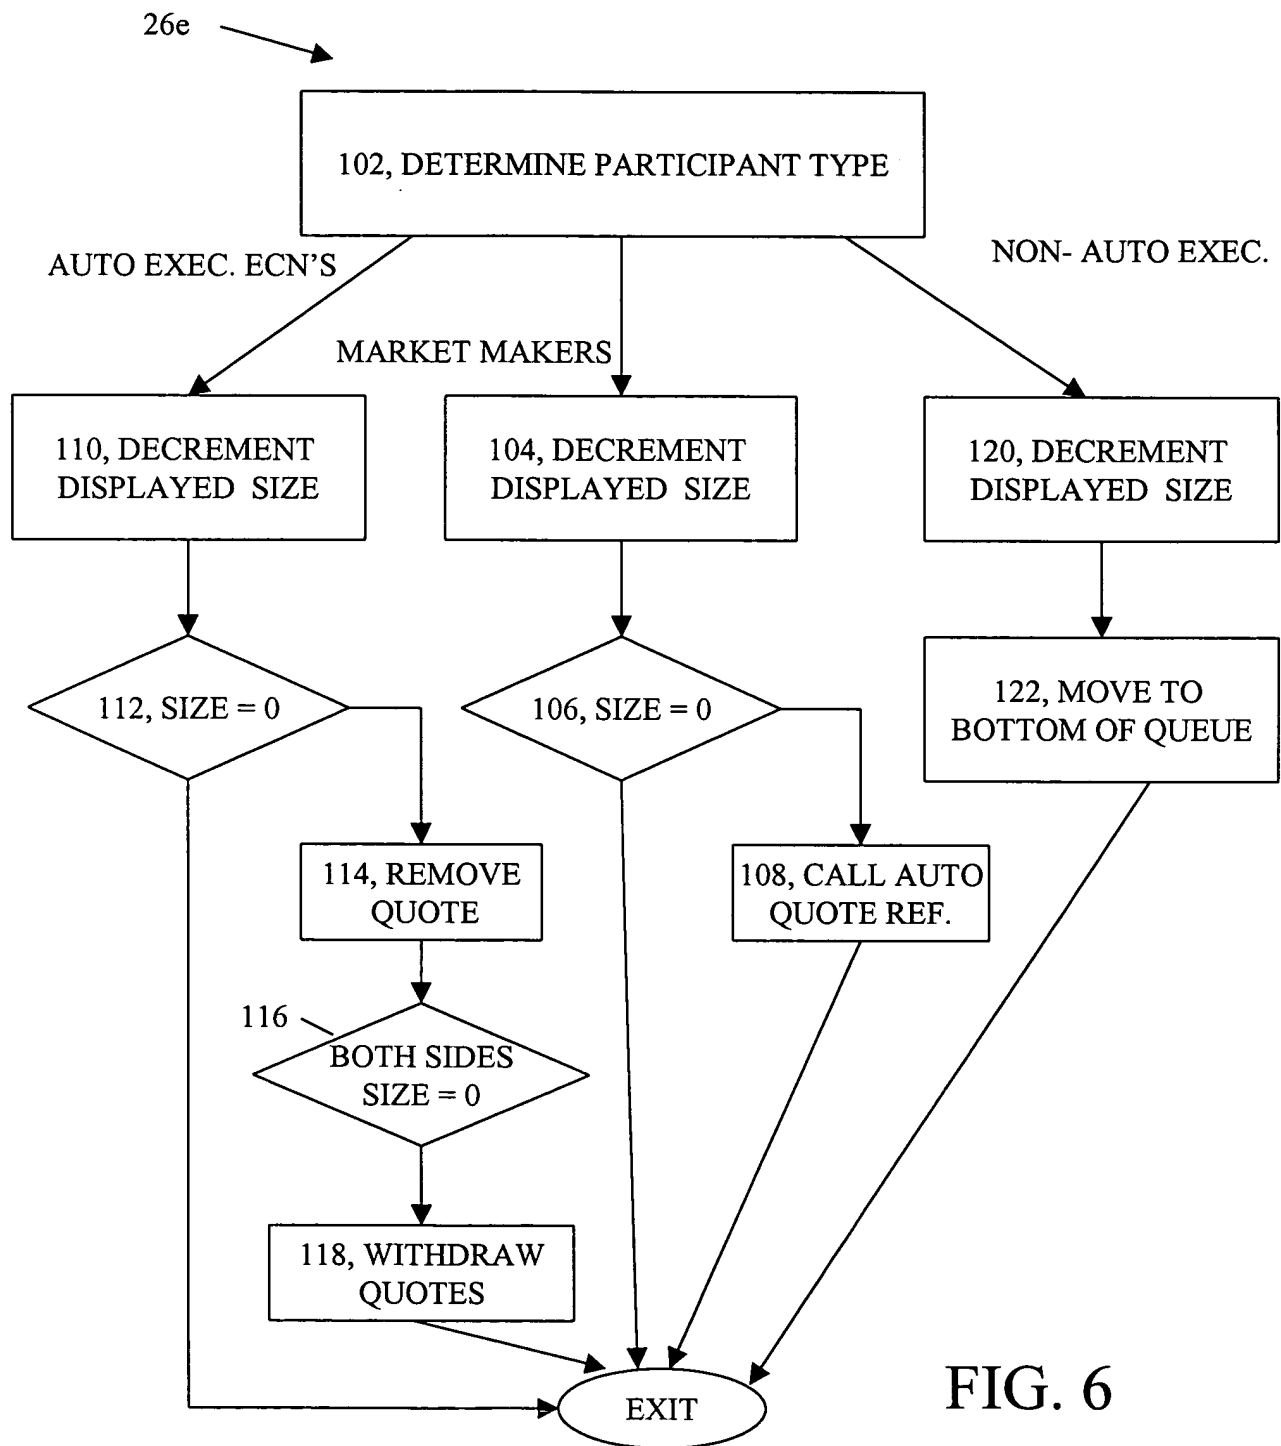 26e
102, DETERMINE PARTICIPANT TYPE
AUTO EXEC. ECN'S
NON- AUTO EXEC.
MARKET MAKERS
110, DECREMENT
DISPLAYED SIZE
104, DECREMENT
DISPLAYED SIZE
120, DECREMENT
DISPLAYED SIZE
112, SIZE = 0
106, SIZE = 0
122, MOVE TO
BOTTOM OF QUEUE
114, REMOVE
QUOTE
108, CALL AUTO
QUOTE REF.
116
BOTH SIDES
SIZE = 0
118, WITHDRAW
QUOTES
EXIT
FIG. 6